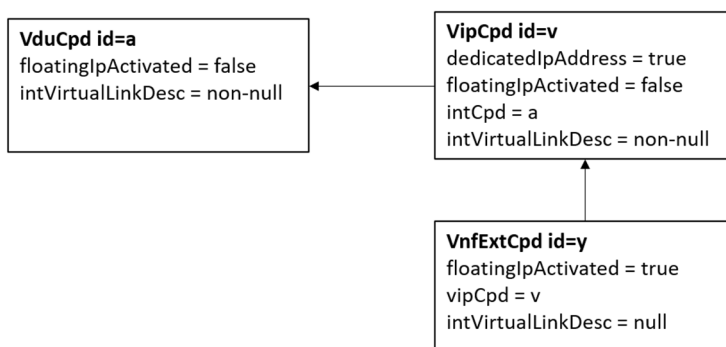 VduCpd id=a
floatingIpActivated = false
intVirtualLinkDesc = non-null
VipCpd id=v
dedicatedIpAddress = true
floatingIpActivated = false
intCpd = a
intVirtualLinkDesc = non-null
VnfExtCpd id=y
floatingIpActivated = true
vipCpd = v
intVirtualLinkDesc = null